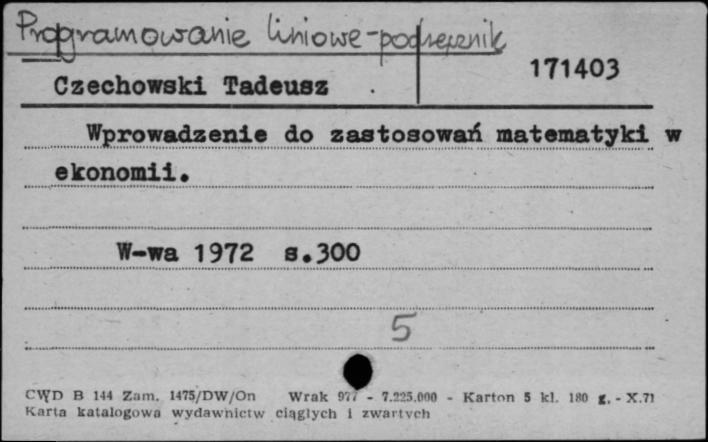 Programowanie liniowe-podręcznik
171403
Czechowski Tadeusz
Wprowadzenie do zastosowań matematyki w
ekonomii.
W-wa 1972 s.300
5
CWD B 144 Zam. 1475/DW/On Wrak 977 - 7.225.000 - Karton 5 kl. 180 g. - X.71
Karta katalogowa wydawnictw ciągłych i zwartych